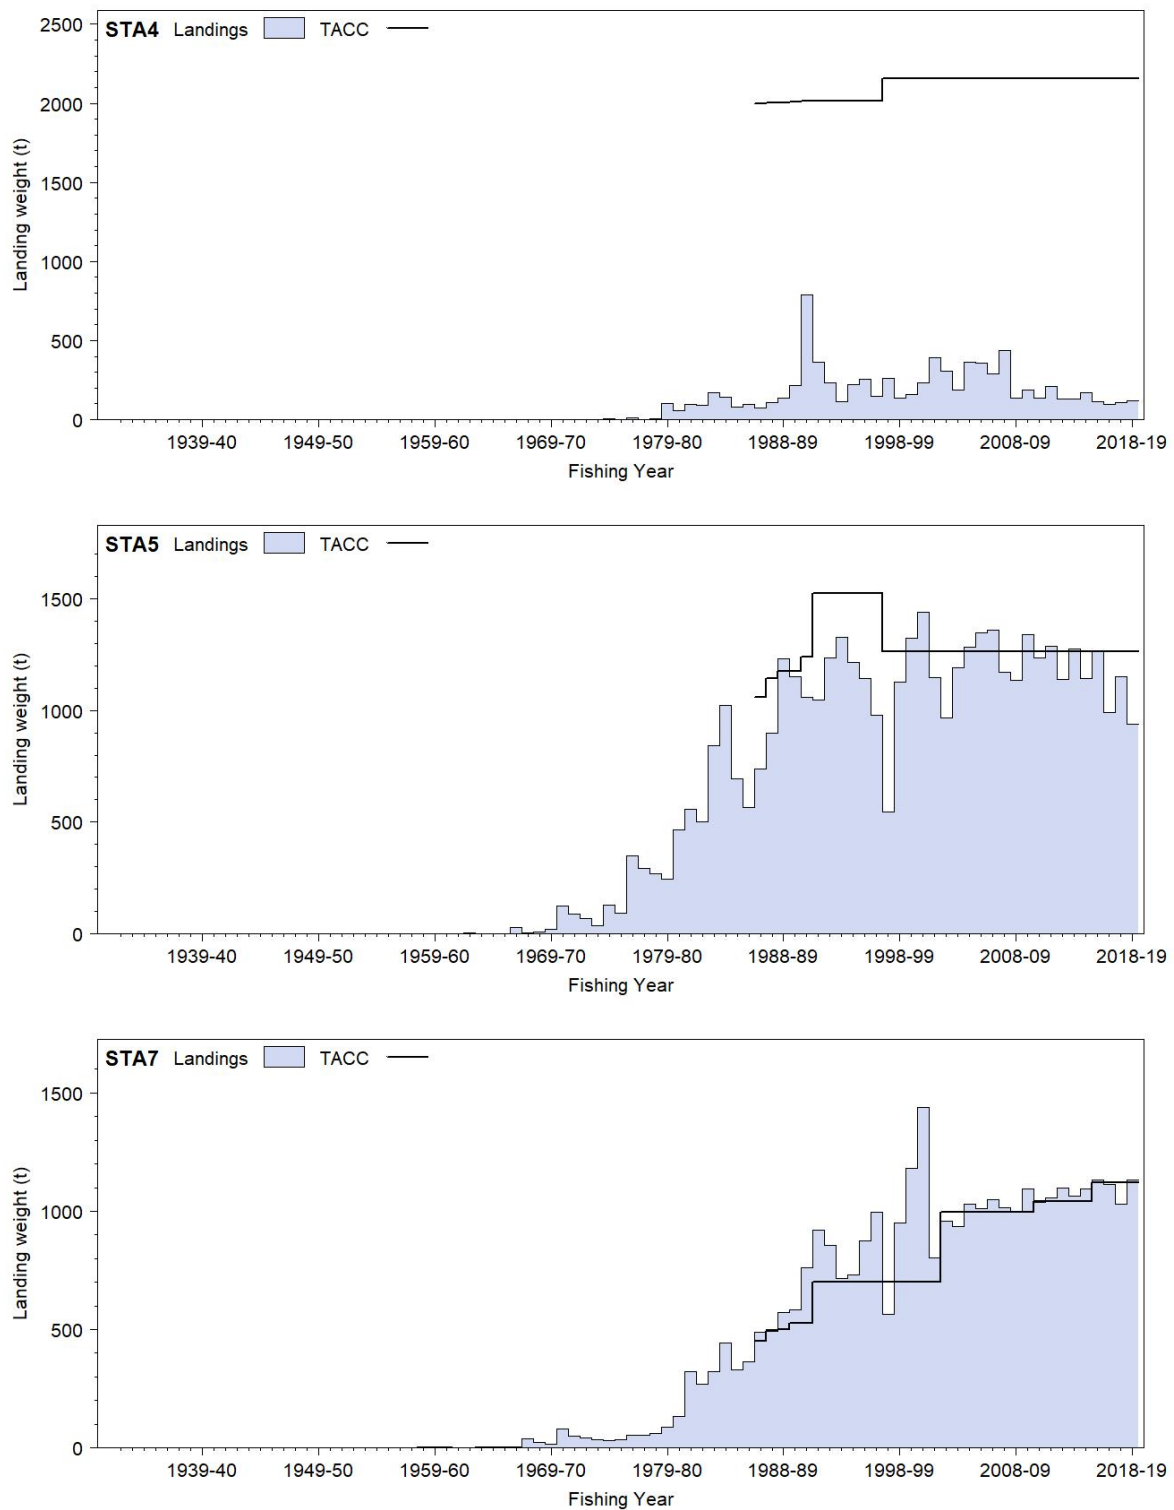 STA4 Landings TACC
2500
2000
1500
1000
500
0
Landing weight (t)
1939-40 1949-50 1959-60 1969-70 1979-80 1988-89 1998-99 2008-09 2018-19
Fishing Year
STA5 Landings TACC
1500
1000
500
0
Landing weight (t)
1939-40 1949-50 1959-60 1969-70 1979-80 1988-89 1998-99 2008-09 2018-19
Fishing Year
STA7 Landings TACC
1500
1000
500
0
Landing weight (t)
1939-40 1949-50 1959-60 1969-70 1979-80 1988-89 1998-99 2008-09 2018-19
Fishing Year